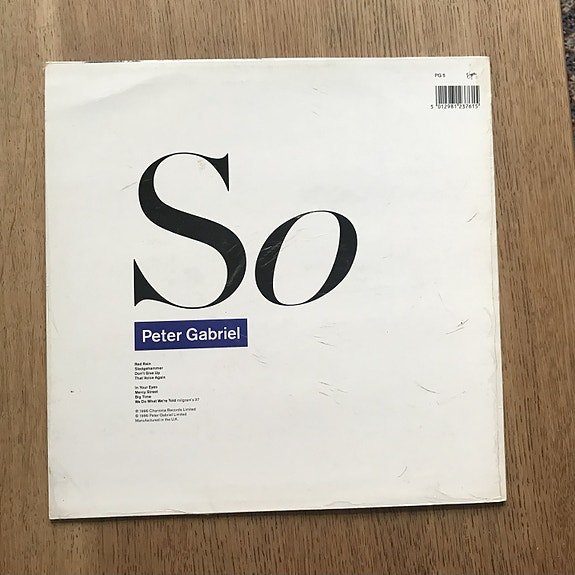 PG 5
5 012981 237615
So
Peter Gabriel
Red Rain
Sledgehammer
Don't Give Up
That Voice Again
In Your Eyes
Mercy Street
Big Time
We Do What We're Told milgram's 37
℗ 1986 Charisma Records Limited
© 1986 Peter Gabriel Limited
Manufactured in the U.K.